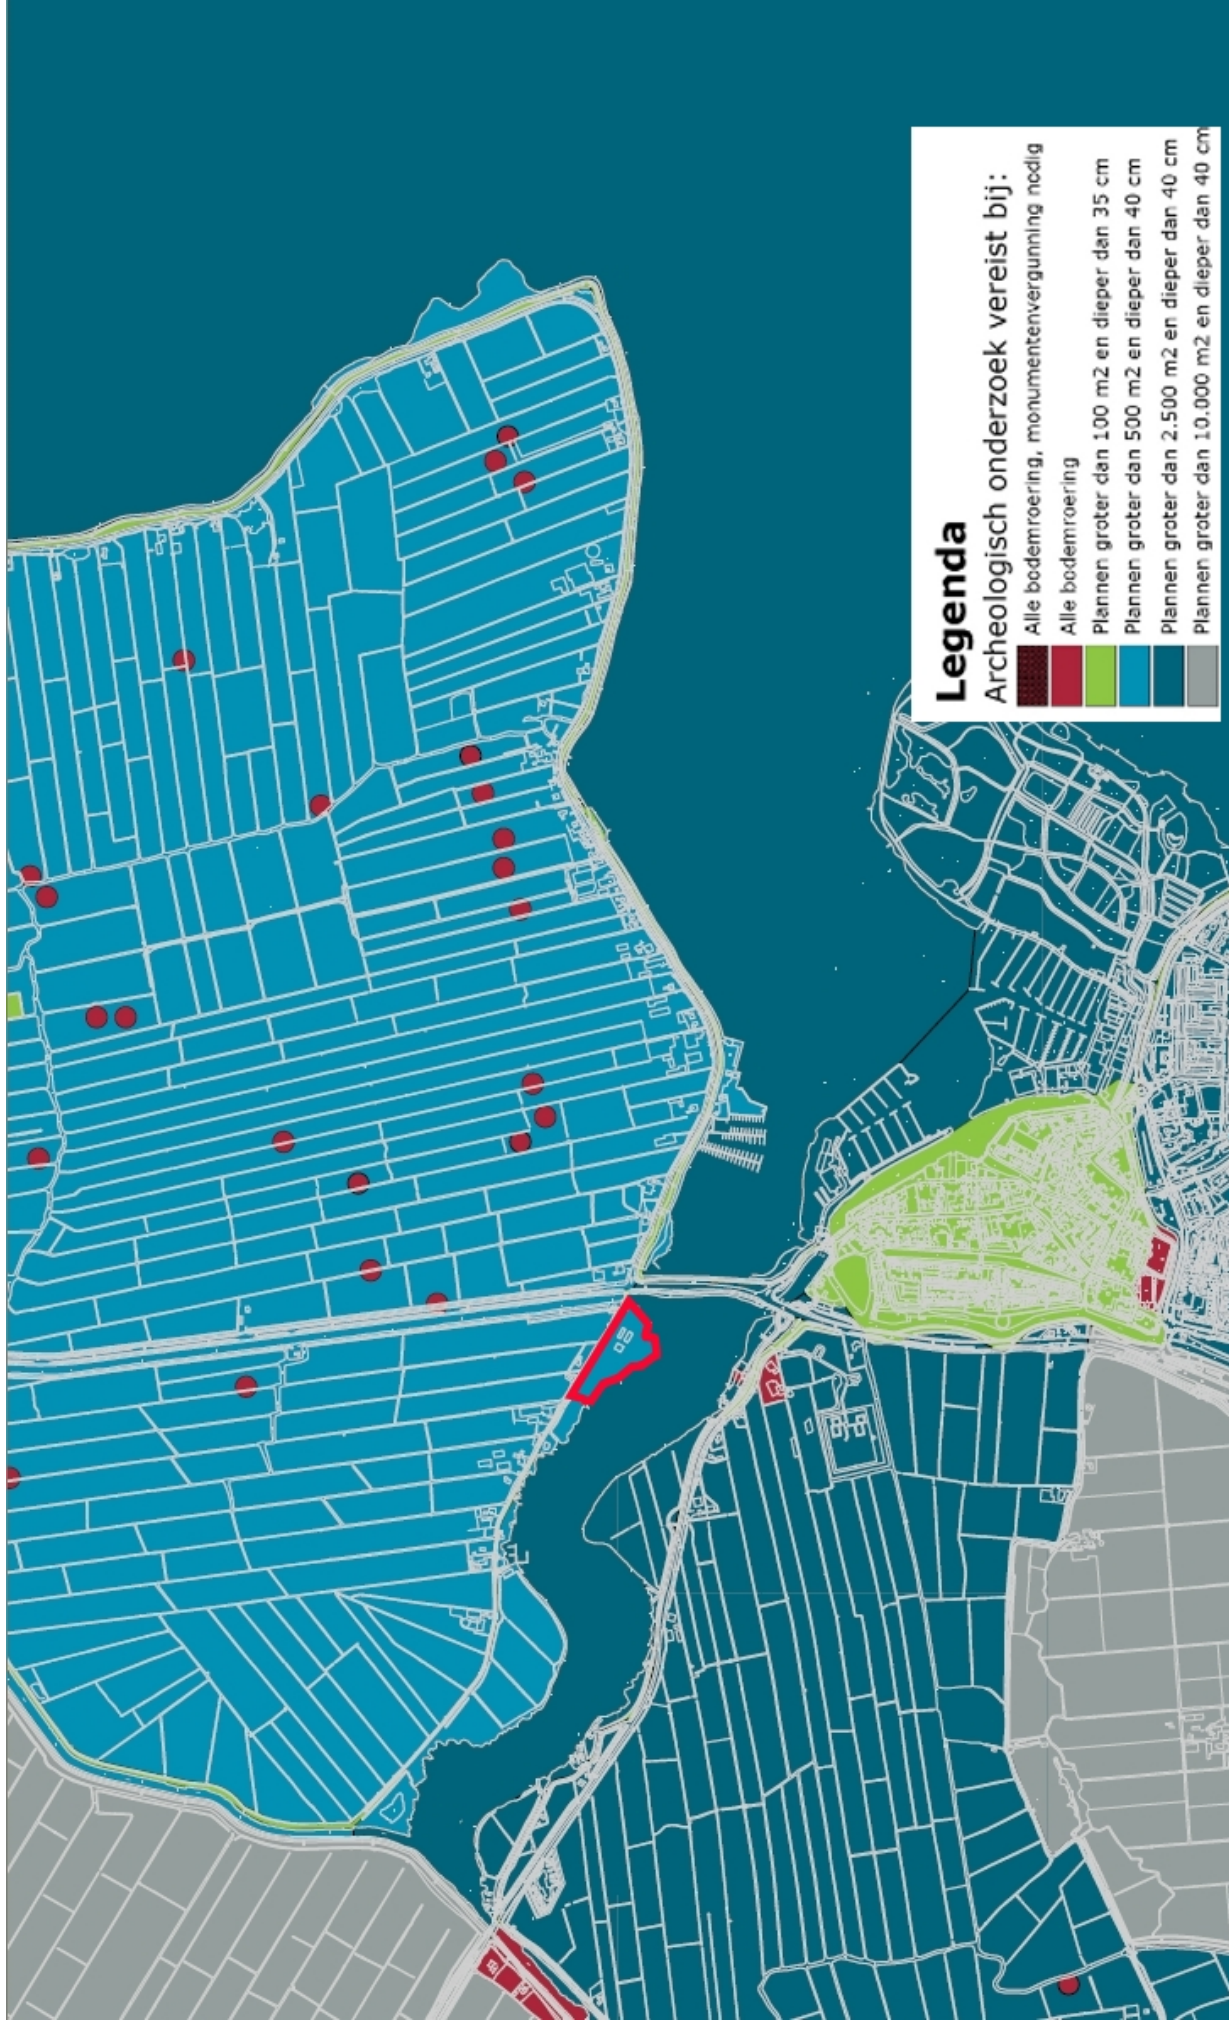 Legenda
Archeologisch onderzoek vereist bij:
Alle bodemroering, monumentenvergunning nodig
Alle bodemroering
Plannen groter dan 100 m2 en dieper dan 35 cm
Plannen groter dan 500 m2 en dieper dan 40 cm
Plannen groter dan 2.500 m2 en dieper dan 40 cm
Plannen groter dan 10.000 m2 en dieper dan 40 cm